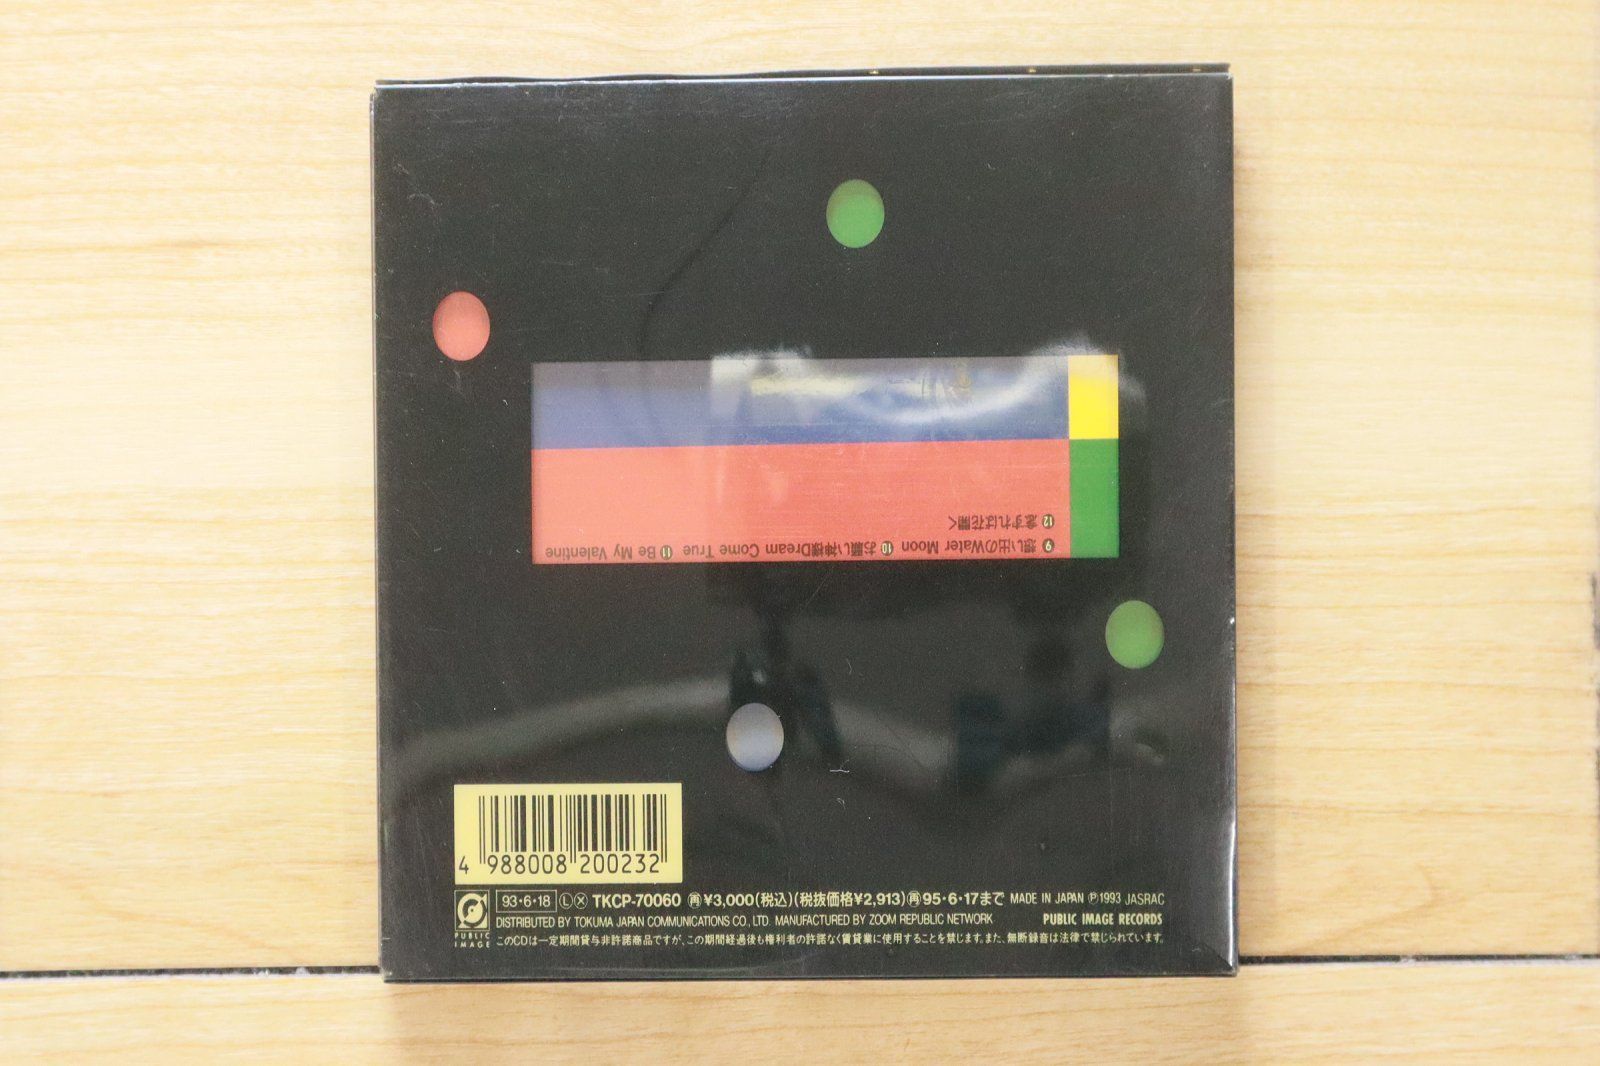 ⑨ 想い出のWater Moon ⑩ お願い神様Dream Come True ⑪ Be My Valentine
⑫ 念ずれば花開く
4 988008 200232
PUBLIC
IMAGE
93・6・18 Ⓛ Ⓧ TKCP-70060 ㊢¥3,000(税込)(税抜価格¥2,913)㊢95・6・17まで MADE IN JAPAN Ⓟ1993 JASRAC
DISTRIBUTED BY TOKUMA JAPAN COMMUNICATIONS CO., LTD. MANUFACTURED BY ZOOM REPUBLIC NETWORK PUBLIC IMAGE RECORDS
このCDは一定期間貸与非許諾商品ですが、この期間経過後も権利者の許諾なく賃貸業に使用することを禁じます。また、無断録音は法律で禁じられています。